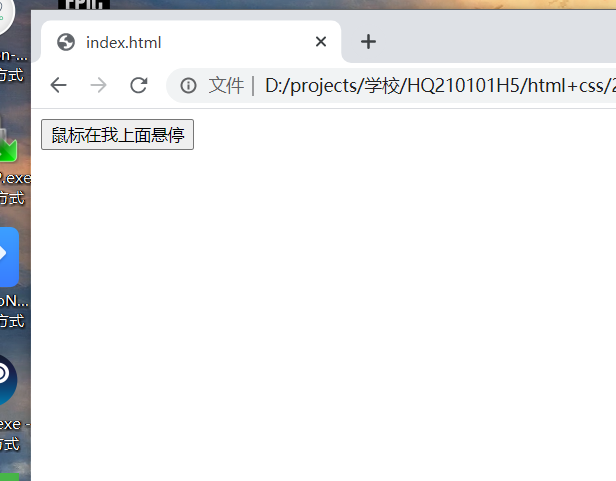 EPIC
index.html
n-...
方式
文件
D:/projects/学校/HQ210101H5/html+css/2
鼠标在我上面悬停
.exe
方式
oN...
方式
exe -
方式